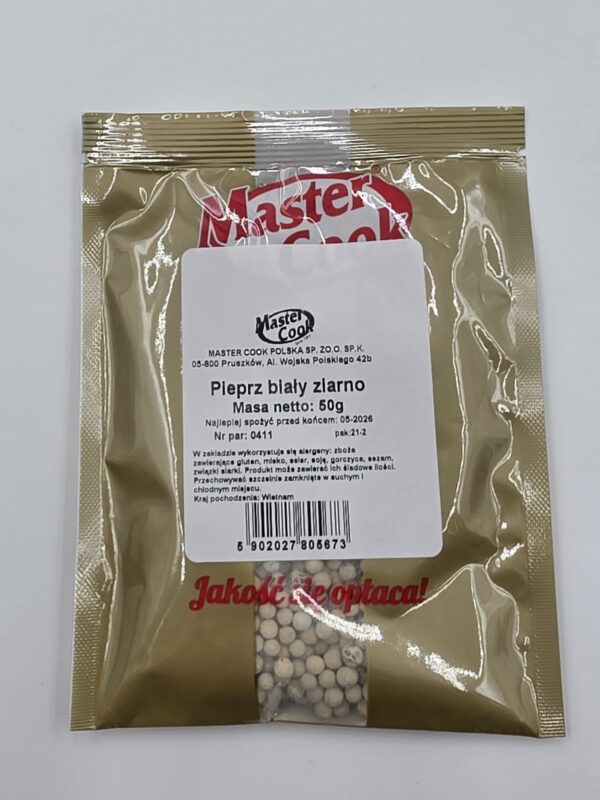 Master
Cook
Master
Cook
MASTER COOK POLSKA SP. ZO.O. SP.K.
05-800 Pruszków, Al. Wojska Polskiego 42b
Pieprz biały ziarno
Masa netto: 50g
Najlepiej spożyć przed końcem: 05-2026
Nr par: 0411 pak:21-2
W zakładzie wykorzystuje się alergeny: zboża
zawierające gluten, mleko, seler, soję, gorczyca, sezam,
związki siarki. Produkt może zawierać ich śladowe ilości.
Przechowywać szczelnie zamknięte w suchym i
chłodnym miejscu.
Kraj pochodzenia: Wietnam
5 902027 805673
Jakość się opłaca!